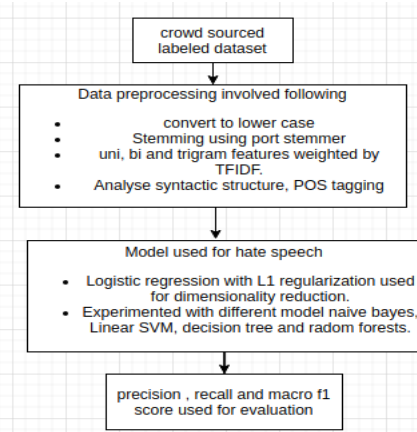 crowd sourced
labeled dataset
Data preprocessing involved following
• convert to lower case
• Stemming using port stemmer
• uni, bi and trigram features weighted by
TFIDF.
• Analyse syntactic structure, POS tagging
Model used for hate speech
• Logistic regression with L1 regularization used
for dimensionality reduction.
• Experimented with different model naive bayes,
Linear SVM, decision tree and radom forests.
precision , recall and macro f1
score used for evaluation